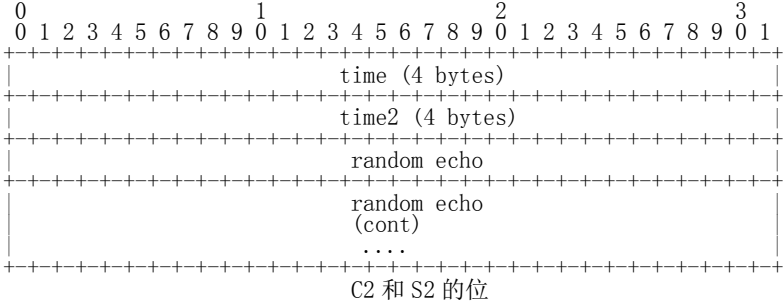 0 1 2 3
0 1 2 3 4 5 6 7 8 9 0 1 2 3 4 5 6 7 8 9 0 1 2 3 4 5 6 7 8 9 0 1
+-+-+-+-+-+-+-+-+-+-+-+-+-+-+-+-+-+-+-+-+-+-+-+-+-+-+-+-+-+-+-+-+
| time (4 bytes) |
+-+-+-+-+-+-+-+-+-+-+-+-+-+-+-+-+-+-+-+-+-+-+-+-+-+-+-+-+-+-+-+-+
| time2 (4 bytes) |
+-+-+-+-+-+-+-+-+-+-+-+-+-+-+-+-+-+-+-+-+-+-+-+-+-+-+-+-+-+-+-+-+
| random echo |
+-+-+-+-+-+-+-+-+-+-+-+-+-+-+-+-+-+-+-+-+-+-+-+-+-+-+-+-+-+-+-+-+
| random echo |
| (cont) |
| .... |
+-+-+-+-+-+-+-+-+-+-+-+-+-+-+-+-+-+-+-+-+-+-+-+-+-+-+-+-+-+-+-+-+
C2 和 S2 的位